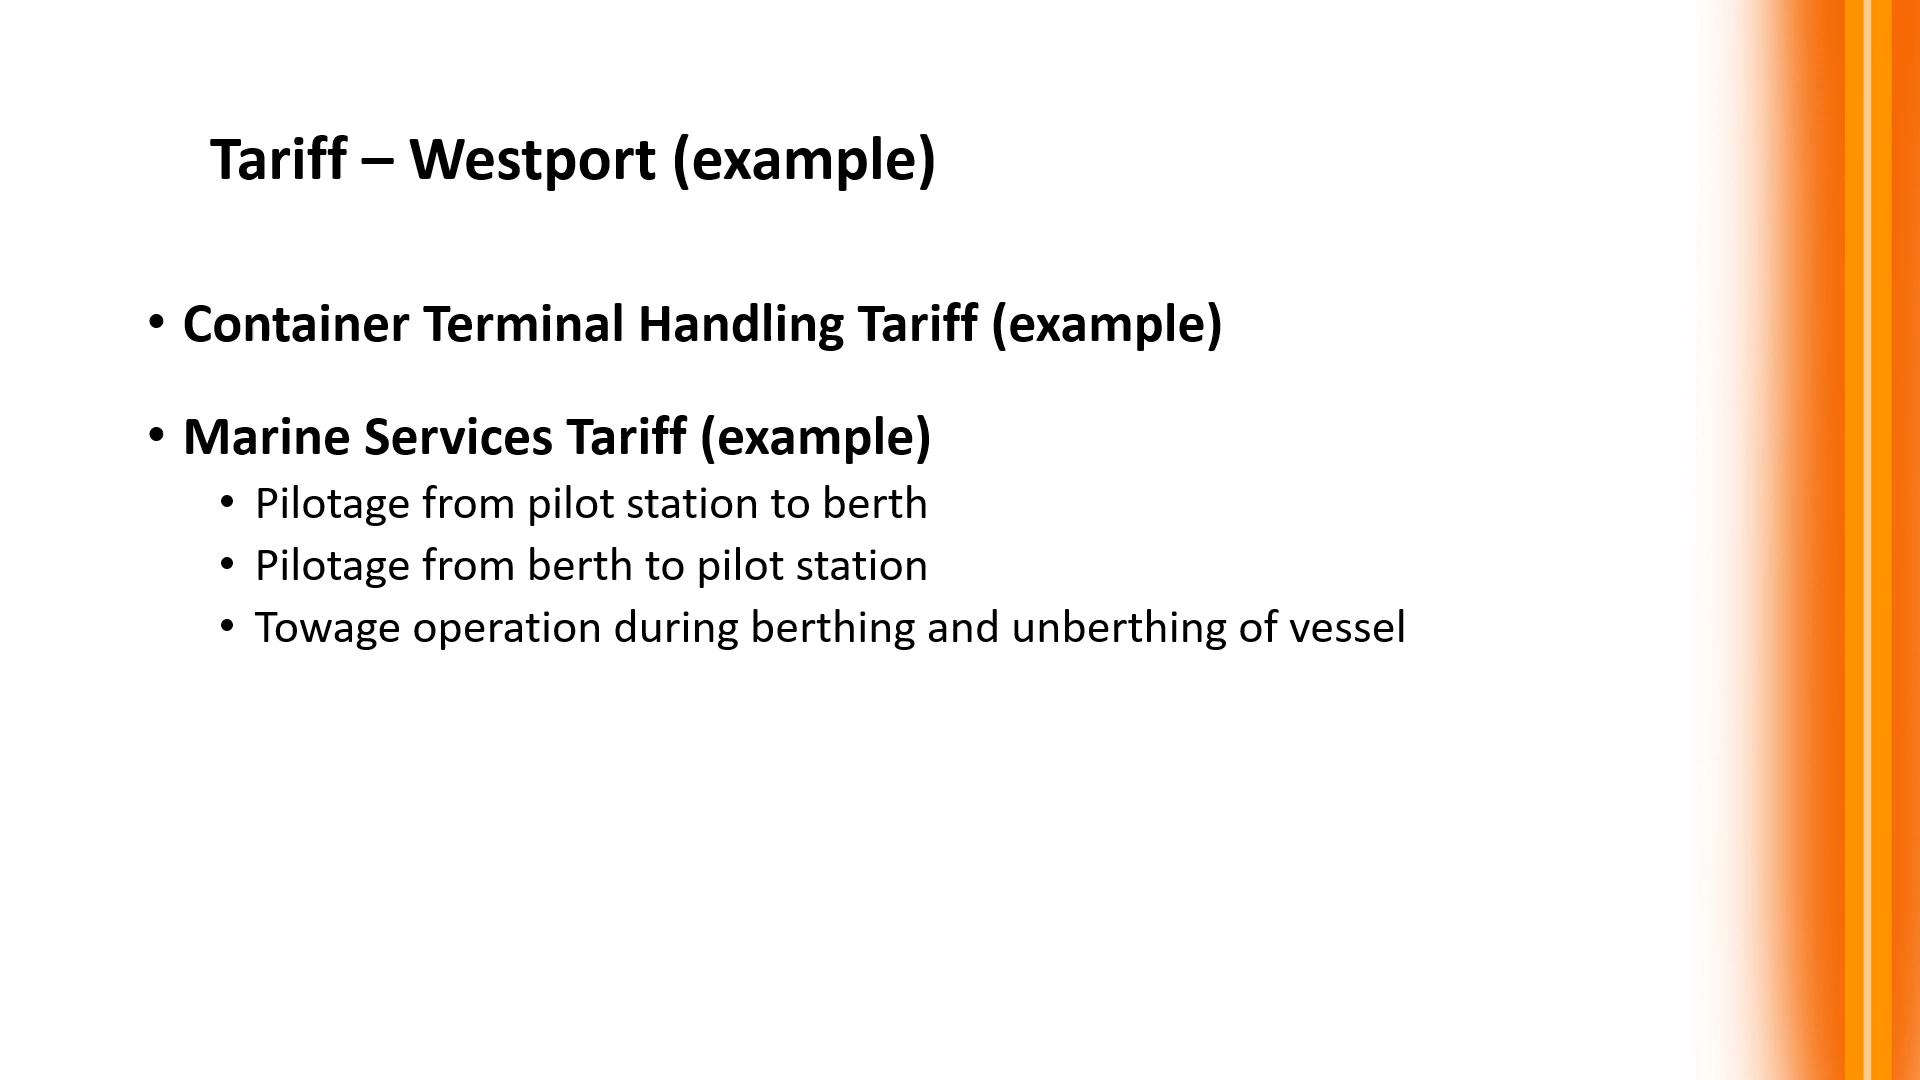 Tariff – Westport (example)
• Container Terminal Handling Tariff (example)
• Marine Services Tariff (example)
• Pilotage from pilot station to berth
• Pilotage from berth to pilot station
• Towage operation during berthing and unberthing of vessel